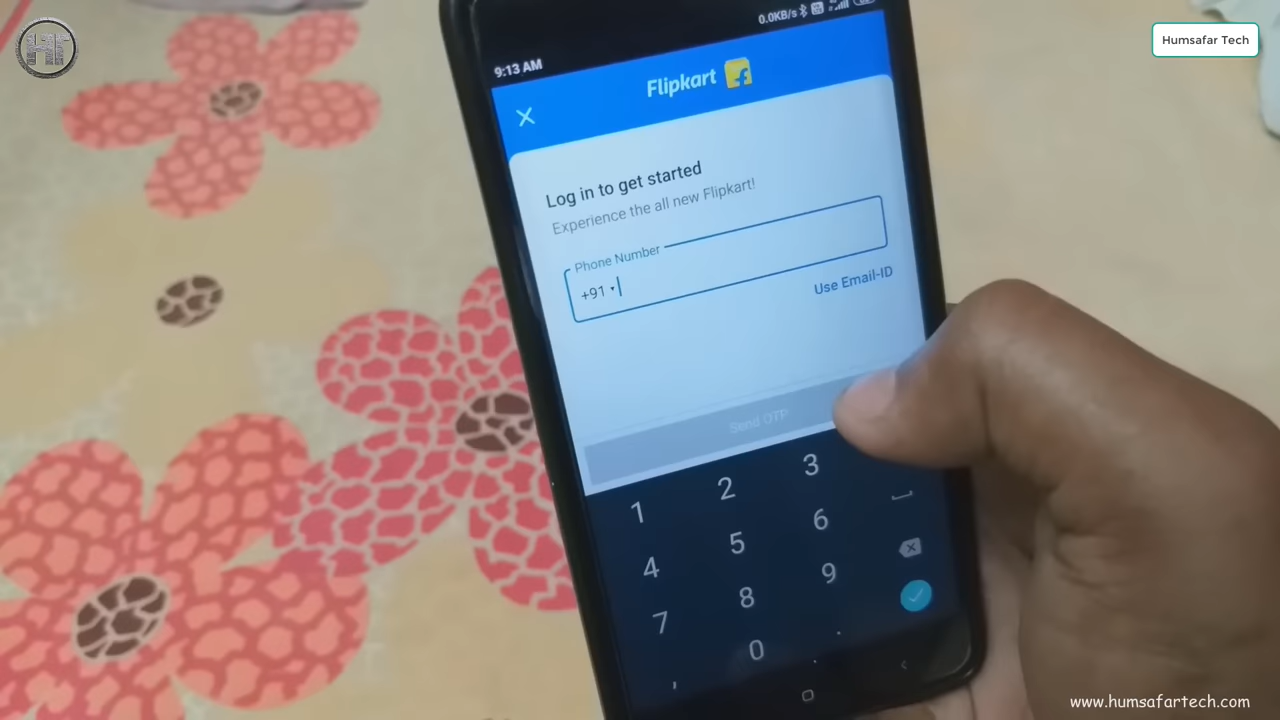 HT
Humsafar Tech
9:13 AM
0.0KB/s
Flipkart
Log in to get started
Experience the all new Flipkart!
Phone Number
+91
Use Email-ID
Send OTP
1 2 3
4 5 6
7 8 9
, 0 .
www.humsafartech.com